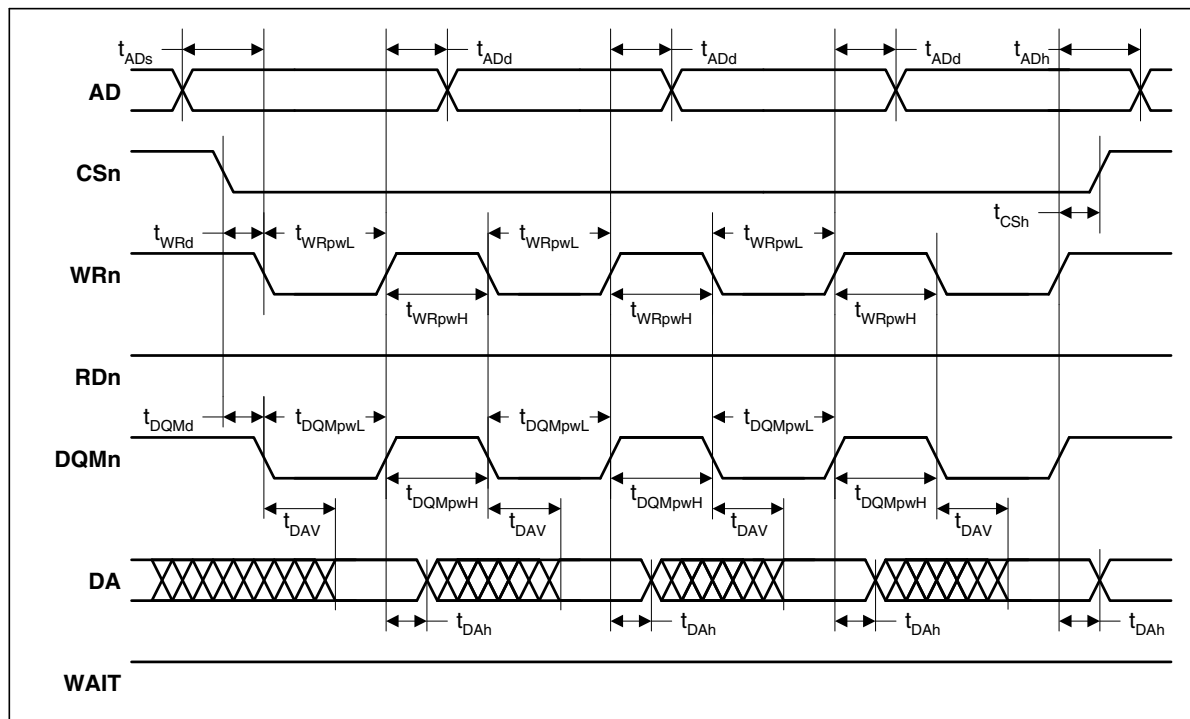 tADs tADd tADd tADd tADh
AD
CSn
tCSh
tWRd tWRpwL tWRpwL tWRpwL
WRn
tWRpwH tWRpwH tWRpwH
RDn
tDQMd tDQMpwL tDQMpwL tDQMpwL
DQMn
tDQMpwH tDQMpwH tDQMpwH
tDAV tDAV tDAV tDAV
DA
tDAh tDAh tDAh tDAh
WAIT